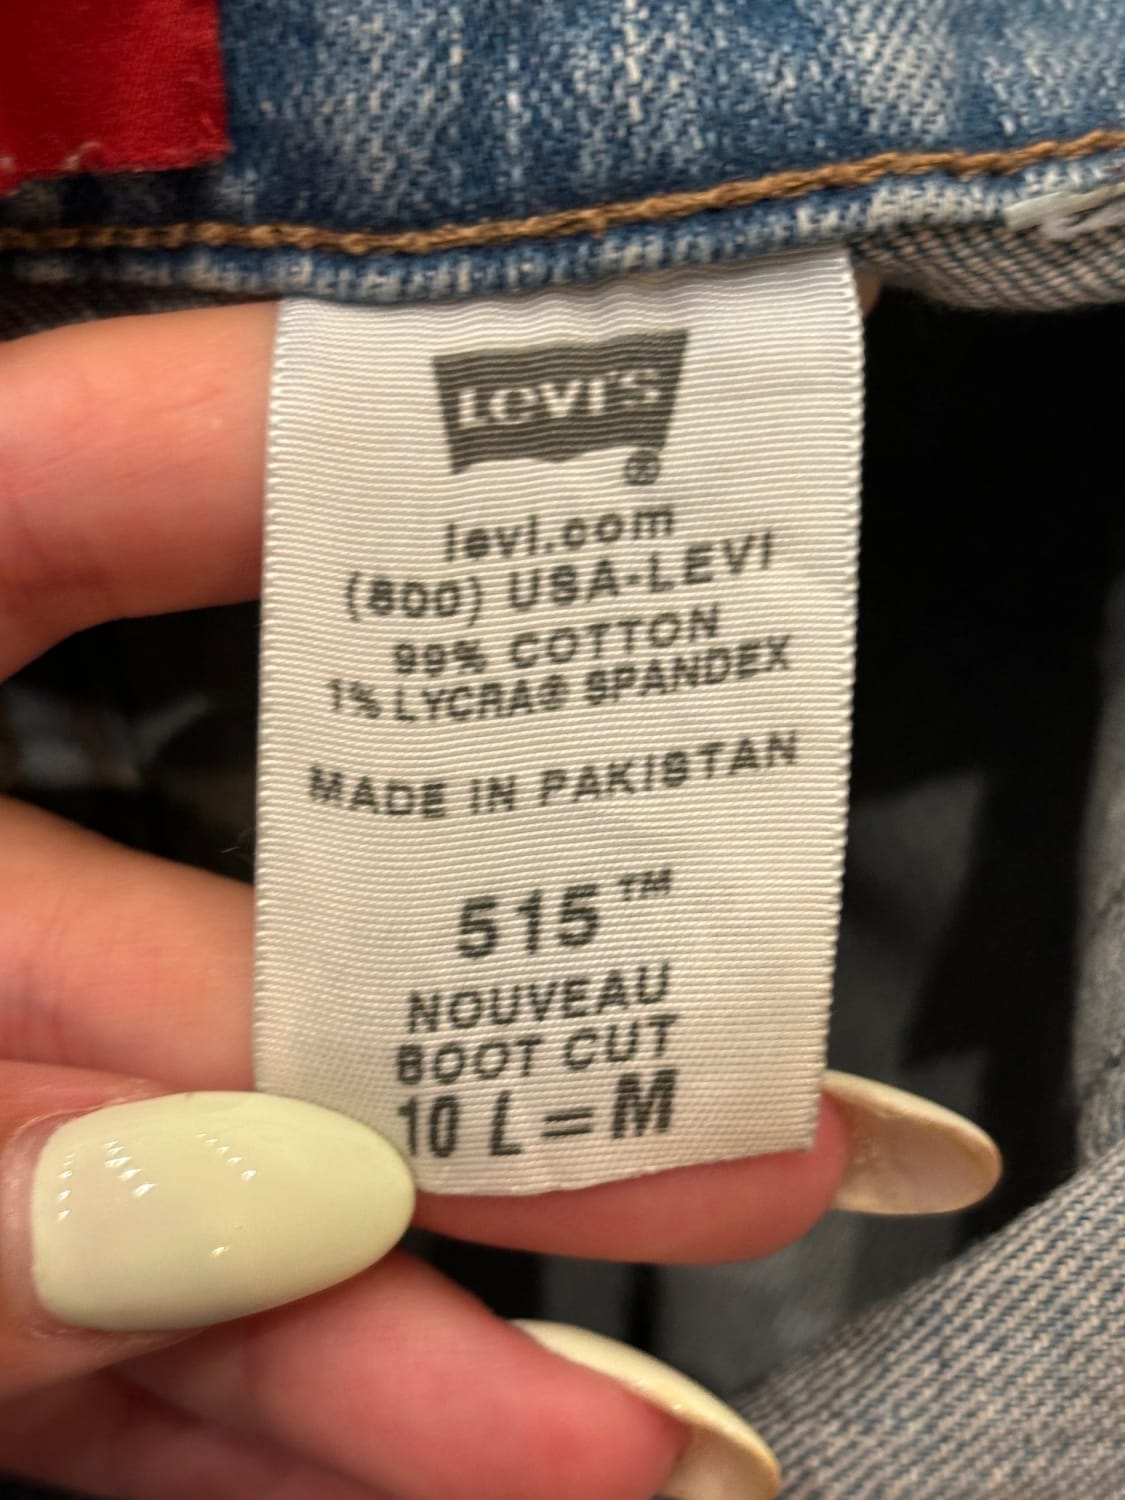 Levi's
®
levi.com
(800) USA-LEVI
99% COTTON
1% LYCRA® SPANDEX
MADE IN PAKISTAN
515™
NOUVEAU
BOOT CUT
10 L=M